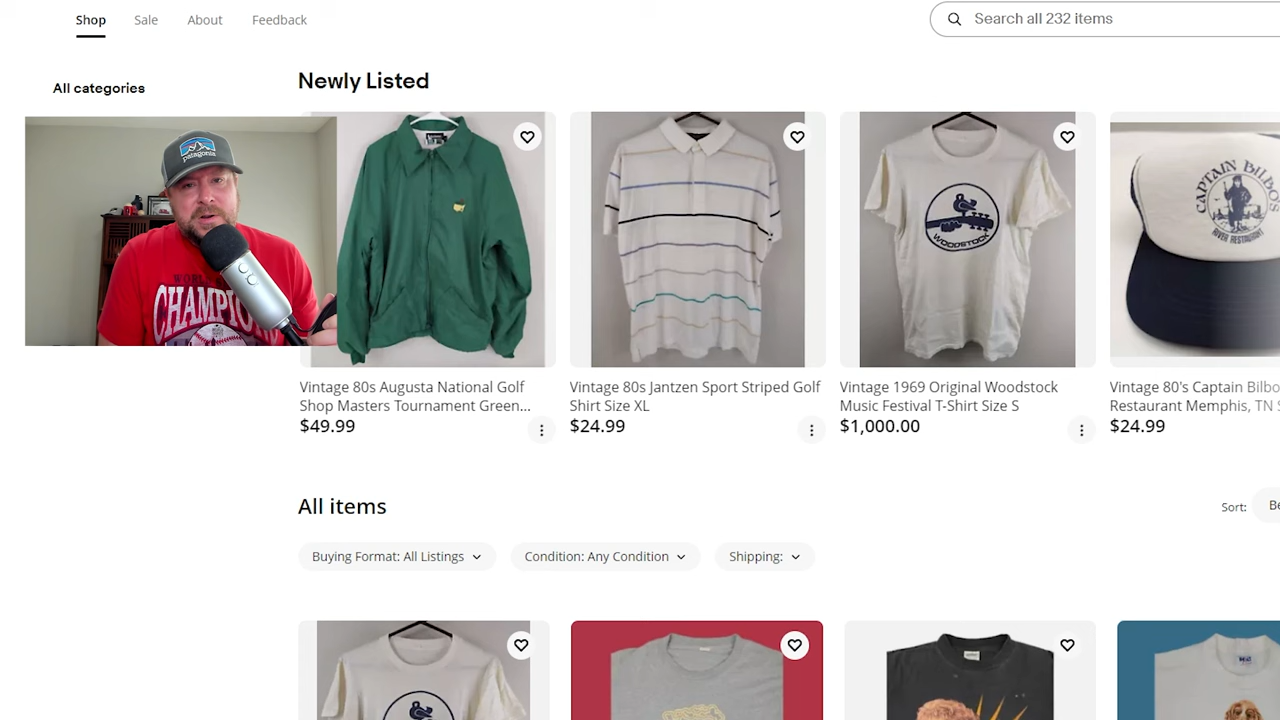 Shop
Sale
About
Feedback
Search all 232 items
All categories
Newly Listed
patagonia
CHAMPIO
WOODSTOCK
CAPTAIN BILBO'S
RIVER RESTAURANT
Vintage 80s Augusta National Golf
Shop Masters Tournament Green...
$49.99
Vintage 80s Jantzen Sport Striped Golf
Shirt Size XL
$24.99
Vintage 1969 Original Woodstock
Music Festival T-Shirt Size S
$1,000.00
Vintage 80's Captain Bilbo
Restaurant Memphis, TN S
$24.99
All items
Sort:
Be
Buying Format: All Listings
Condition: Any Condition
Shipping: